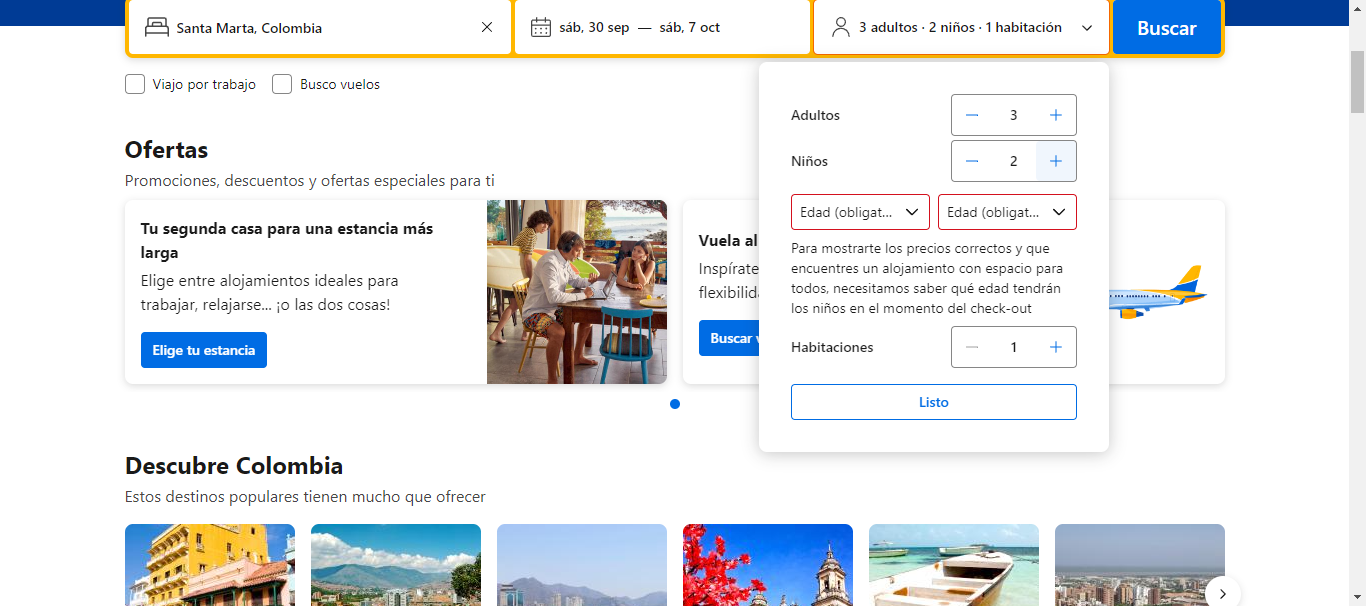 Santa Marta, Colombia
sáb, 30 sep — sáb, 7 oct
3 adultos · 2 niños · 1 habitación
Buscar
Viajo por trabajo
Busco vuelos
Adultos
3
Niños
2
Edad (obligat...
Edad (obligat...
Para mostrarte los precios correctos y que
encuentres un alojamiento con espacio para
todos, necesitamos saber qué edad tendrán
los niños en el momento del check-out
Habitaciones
1
Listo
Ofertas
Promociones, descuentos y ofertas especiales para ti
Tu segunda casa para una estancia más
larga
Elige entre alojamientos ideales para
trabajar, relajarse... ¡o las dos cosas!
Elige tu estancia
Vuela al
Inspírate
Buscar
Descubre Colombia
Estos destinos populares tienen mucho que ofrecer